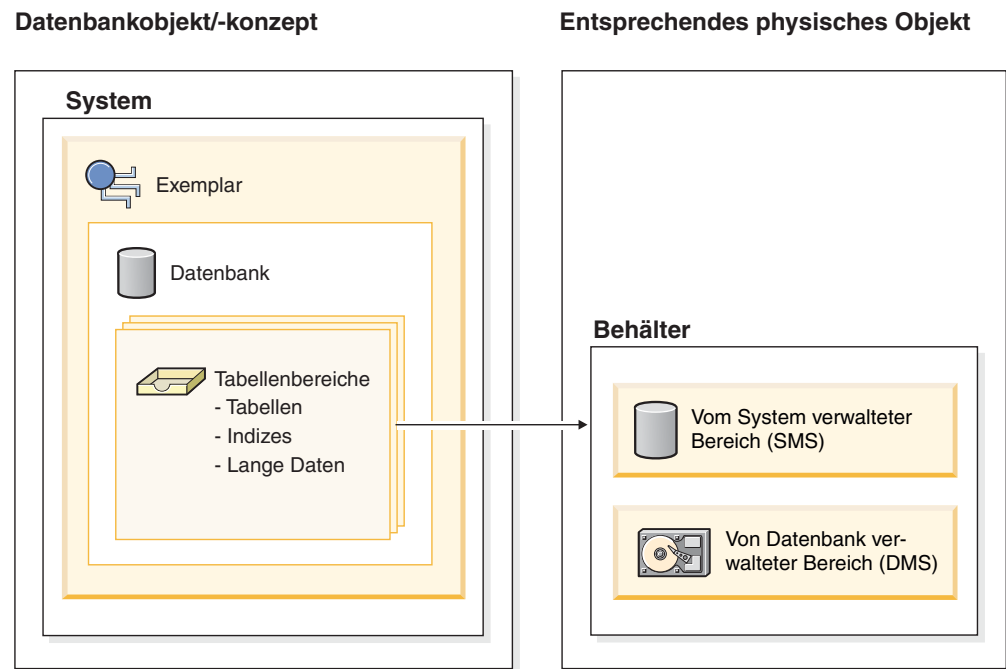 Datenbankobjekt/-konzept
Entsprechendes physisches Objekt
System
Exemplar
Datenbank
Tabellenbereiche
- Tabellen
- Indizes
- Lange Daten
Behälter
Vom System verwalteter
Bereich (SMS)
Von Datenbank ver-
walteter Bereich (DMS)